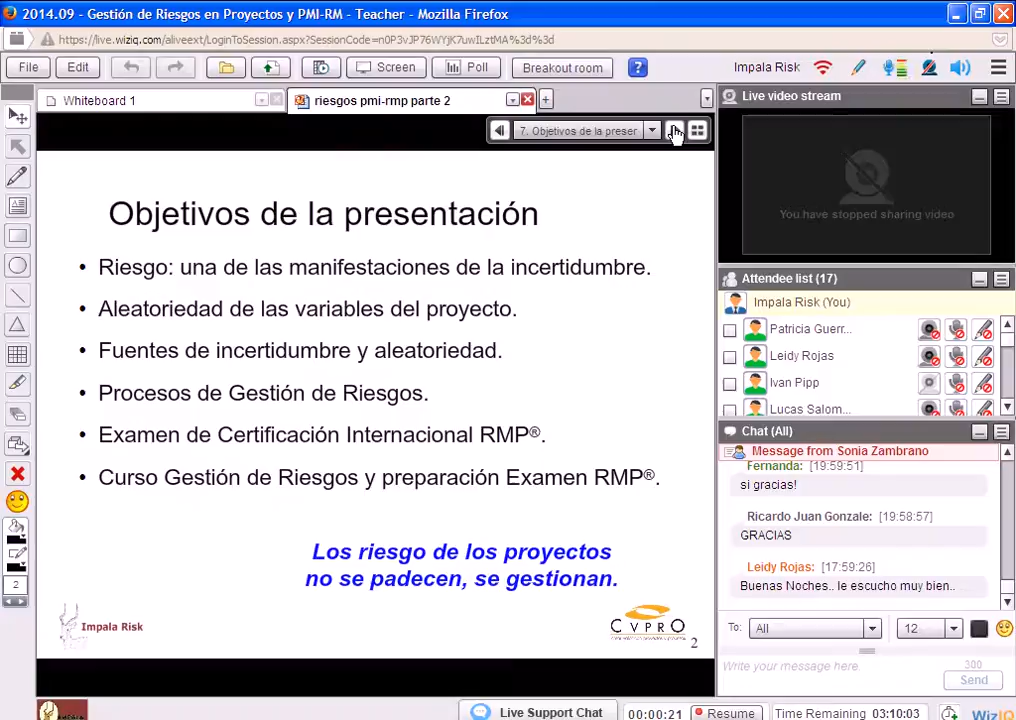 2014.09 - Gestión de Riesgos en Proyectos y PMI-RM - Teacher - Mozilla Firefox
https://live.wiziq.com/aliveext/LoginToSession.aspx?SessionCode=n0P3vJP76WYjK7uwILztMA%3d%3d
File Edit Screen Poll Breakout room ? Impala Risk
Whiteboard 1 riesgos pmi-rmp parte 2
7. Objetivos de la preser
Objetivos de la presentación
• Riesgo: una de las manifestaciones de la incertidumbre.
• Aleatoriedad de las variables del proyecto.
• Fuentes de incertidumbre y aleatoriedad.
• Procesos de Gestión de Riesgos.
• Examen de Certificación Internacional RMP®.
• Curso Gestión de Riesgos y preparación Examen RMP®.
Los riesgo de los proyectos
no se padecen, se gestionan.
Impala Risk
CVPRO
2
2
Live video stream
You have stopped sharing video
Attendee list (17)
Impala Risk (You)
Patricia Guerr...
Leidy Rojas
Ivan Pipp
Lucas Salom...
Chat (All)
Message from Sonia Zambrano
Fernanda: [19:59:51]
si gracias!
Ricardo Juan Gonzale: [19:58:57]
GRACIAS
Leidy Rojas: [17:59:26]
Buenas Noches.. le escucho muy bien..
To: All 12
Write your message here.
300
Send
Live Support Chat 00:00:21 Resume Time Remaining 03:10:03 WizIQ